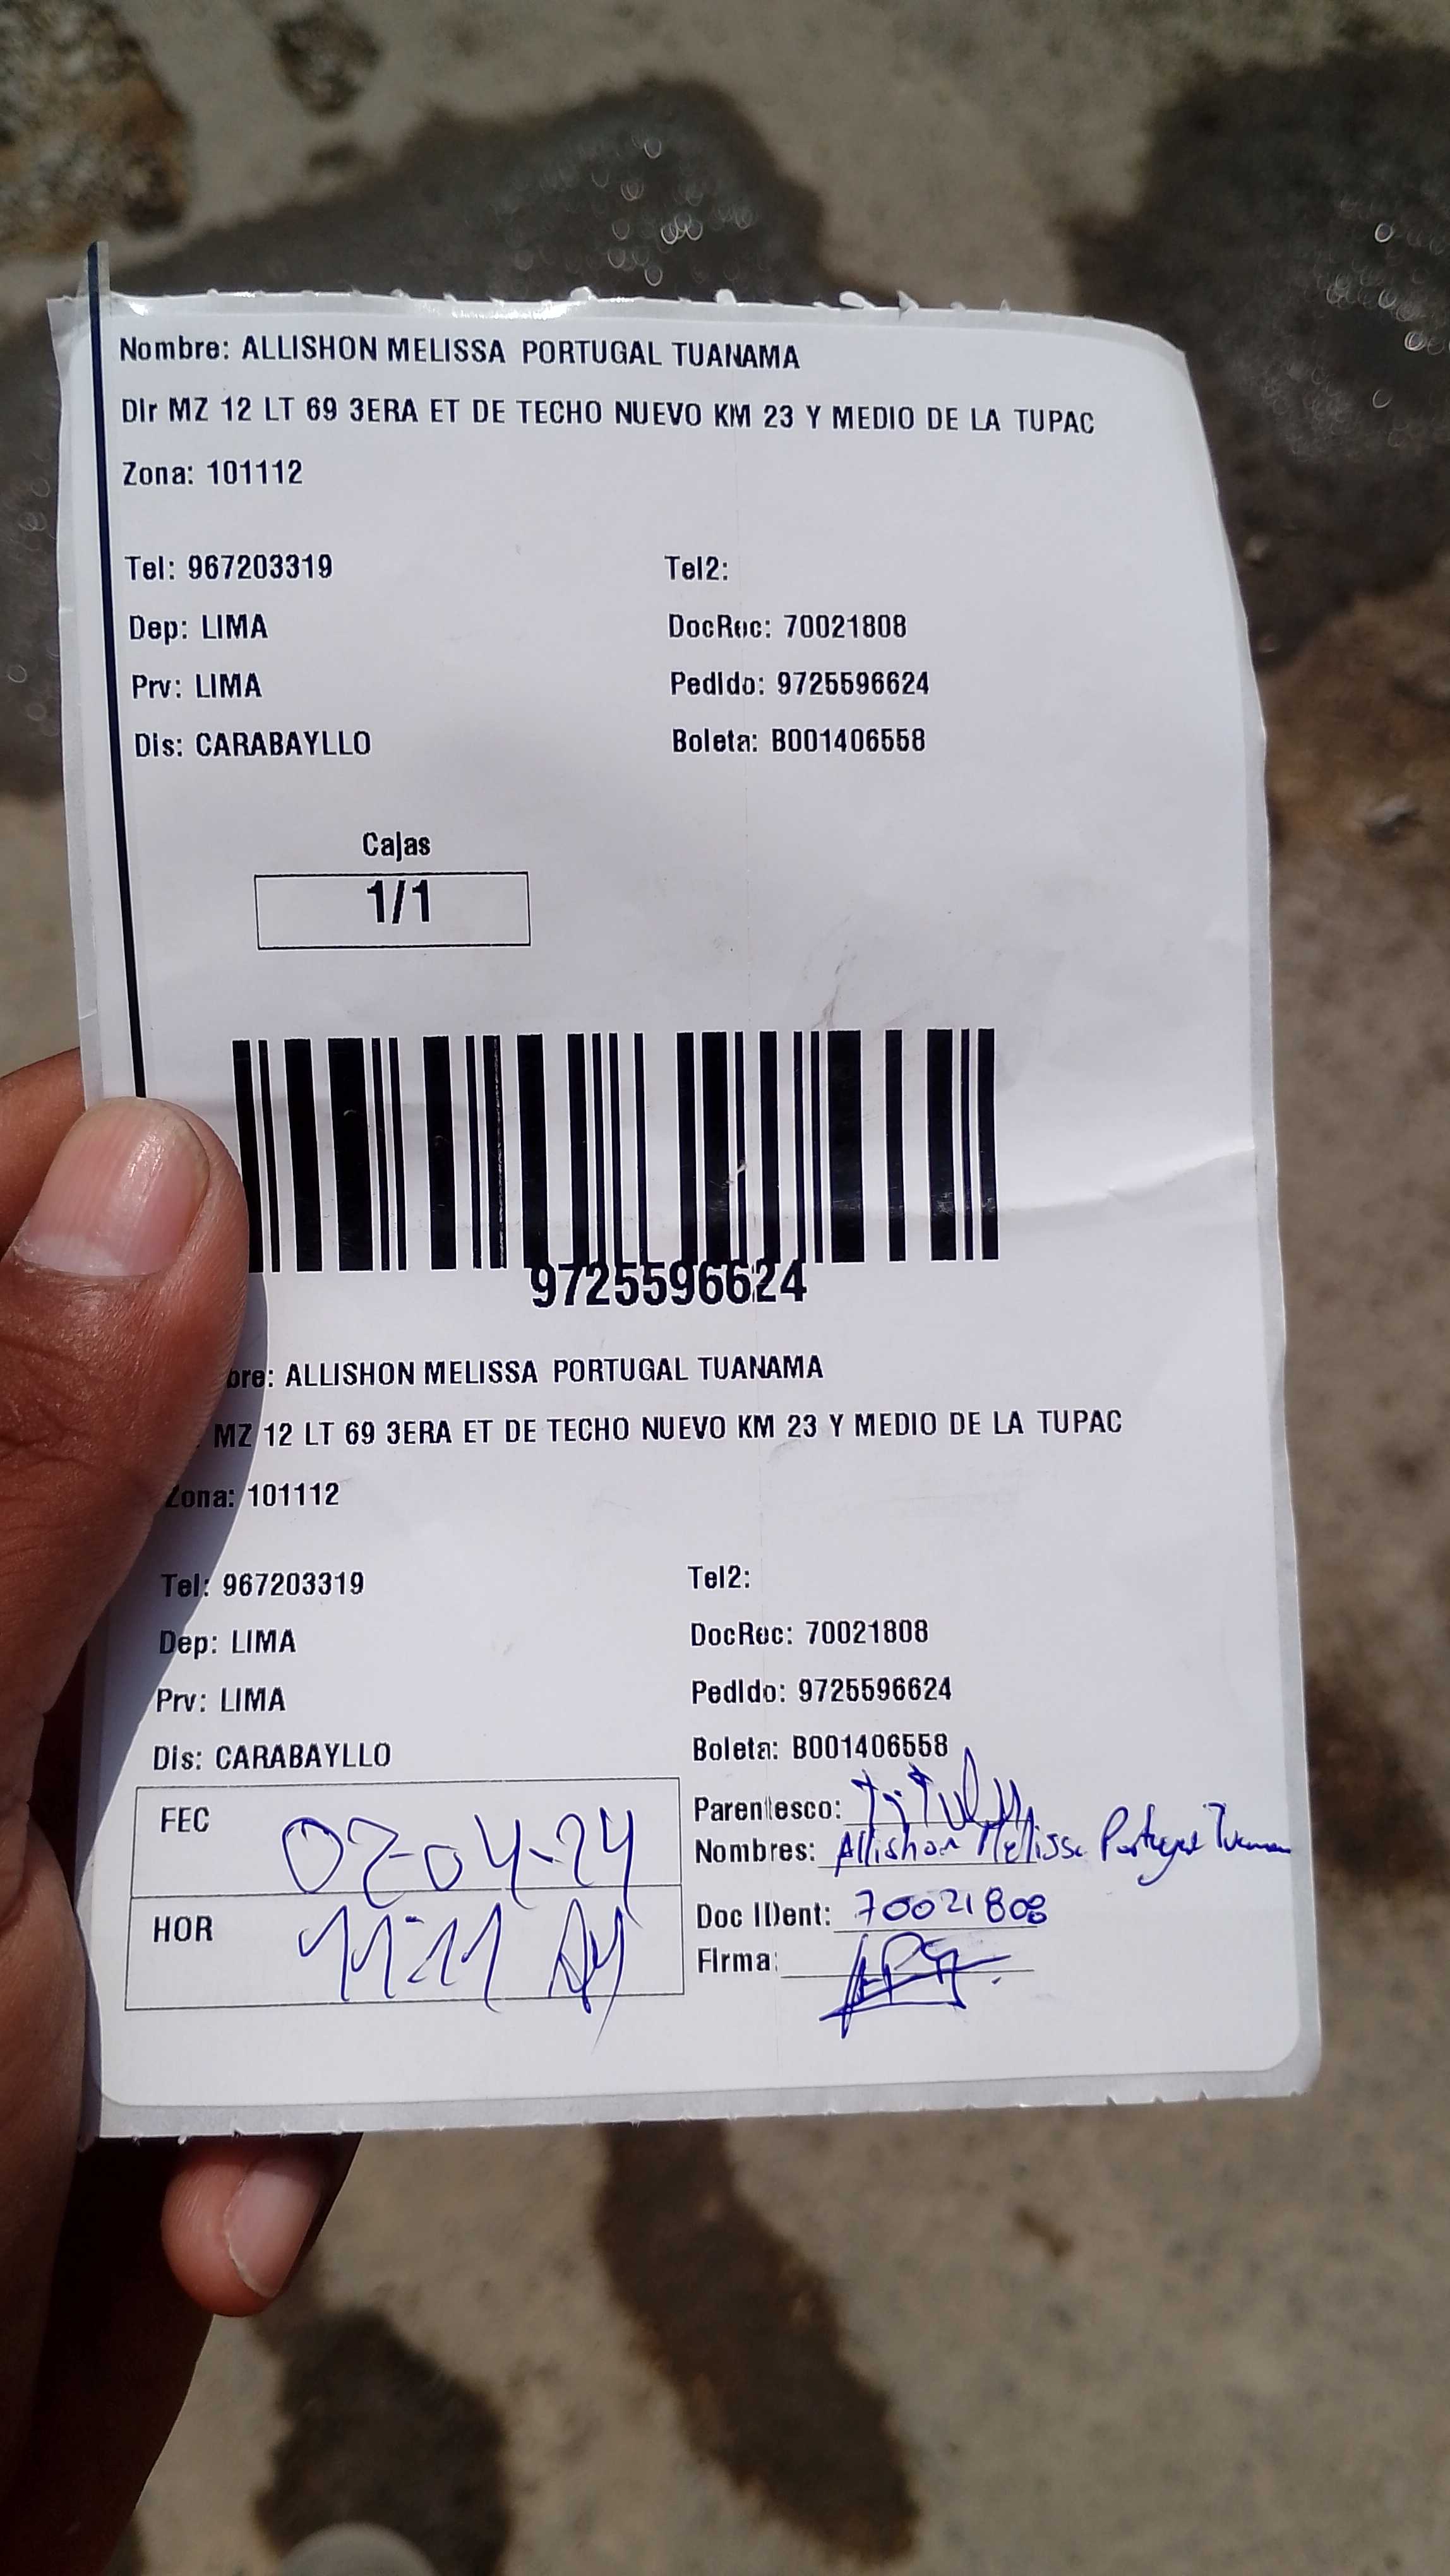 Nombre: ALLISHON MELISSA PORTUGAL TUANAMA
Dir MZ 12 LT 69 3ERA ET DE TECHO NUEVO KM 23 Y MEDIO DE LA TUPAC
Zona: 101112
Tel: 967203319 Tel2:
Dep: LIMA DocRec: 70021808
Prv: LIMA Pedido: 9725596624
Dis: CARABAYLLO Boleta: B001406558
Cajas
1/1
9725596624
bre: ALLISHON MELISSA PORTUGAL TUANAMA
MZ 12 LT 69 3ERA ET DE TECHO NUEVO KM 23 Y MEDIO DE LA TUPAC
Zona: 101112
Tel: 967203319 Tel2:
Dep: LIMA DocRec: 70021808
Prv: LIMA Pedido: 9725596624
Dis: CARABAYLLO Boleta: B001406558
FEC 02-04-24 Parentesco: Titular
Nombres: Allishon Melissa Portugal Tuanama
HOR 11:11 Doc IDent: 70021808
Firma: